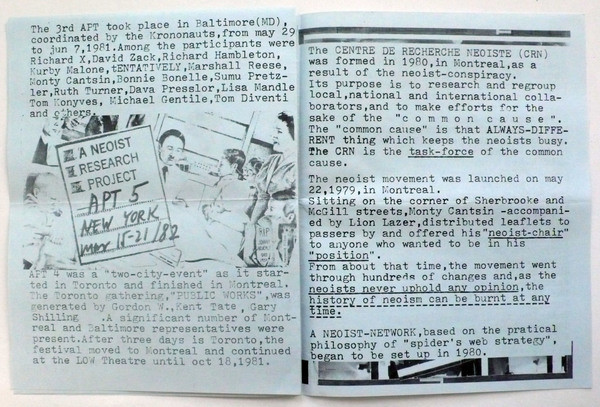 The 3rd APT took place in Baltimore(MD),
coordinated by the Krononauts,from may 29
to jun 7,1981.Among the participants were
Richard X,David Zack,Richard Hambleton,
Kurby Malone,tENTATIVELY,Marshall Reese,
Monty Cantsin,Bonnie Bonelle,Sumu Pretz-
ler,Ruth Turner,Dava Presslor,Lisa Mandle
Tom Konyves, Michael Gentile,Tom Diventi
and others.
A NEOIST
RESEARCH
PROJECT
APT 5
NEW YORK
mar 15-21/82
APT 4 was a "two-city-event" as it star-
ted in Toronto and finished in Montreal.
The Toronto gathering,"PUBLIC WORKS",was
generated by Gordon W.,Kent Tate, Gary
Shilling .A significant number of Mont-
real and Baltimore representatives were
present.After three days is Toronto,the
festival moved to Montreal and continued
at the LOW Theatre until oct 18,1981.
The CENTRE DE RECHERCHE NEOISTE (CRN)
was formed in 1980,in Montreal,as a
result of the neoist-conspiracy.
Its purpose is to research and regroup
local,national and international colla-
borators,and to make efforts for the
sake of the "common cause".
The "common cause" is that ALWAYS-DIFFE-
RENT thing which keeps the neoists busy.
The CRN is the task-force of the common
cause.
The neoist movement was launched on may
22,1979,in Montreal.
Sitting on the corner of Sherbrooke and
McGill streets,Monty Cantsin -accompani-
ed by Lion Lazer,distributed leaflets to
passers by and offered his"neoist-chair"
to anyone who wanted to be in his
"position".
From about that time,the movement went
through hundreds of changes and,as the
neoists never uphold any opinion,the
history of neoism can be burnt at any
time.
A NEOIST-NETWORK,based on the pratical
philosophy of "spider's web strategy",
began to be set up in 1980.